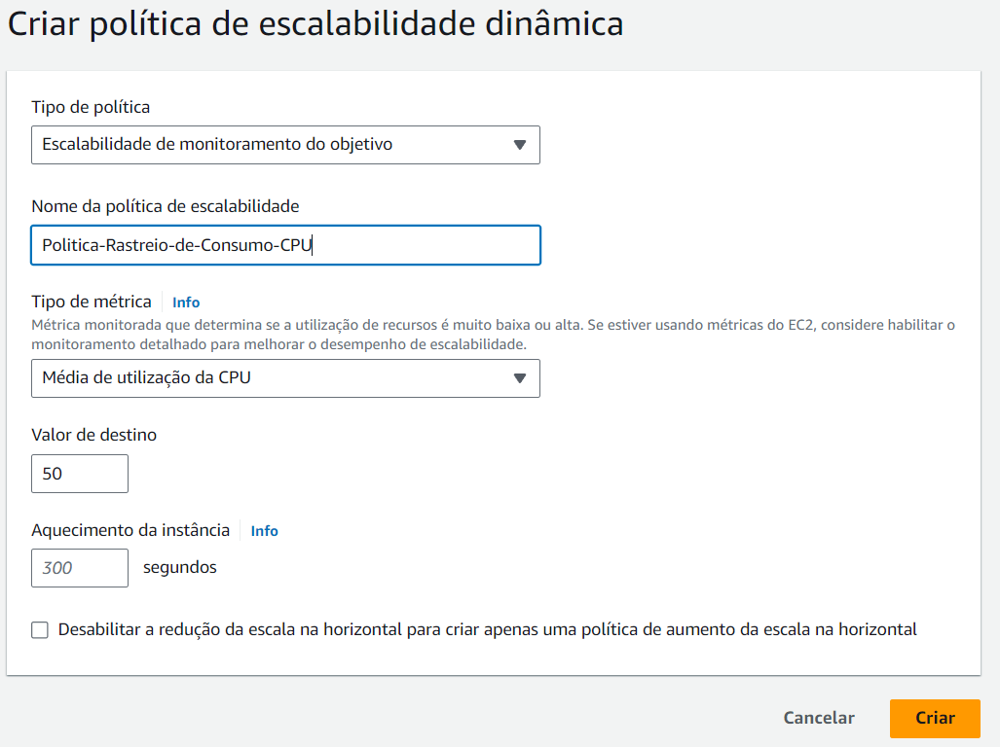 Criar política de escalabilidade dinâmica
Tipo de política
Escalabilidade de monitoramento do objetivo
Nome da política de escalabilidade
Politica-Rastreio-de-Consumo-CPU
Tipo de métrica Info
Métrica monitorada que determina se a utilização de recursos é muito baixa ou alta. Se estiver usando métricas do EC2, considere habilitar o
monitoramento detalhado para melhorar o desempenho de escalabilidade.
Média de utilização da CPU
Valor de destino
50
Aquecimento da instância Info
300 segundos
Desabilitar a redução da escala na horizontal para criar apenas uma política de aumento da escala na horizontal
Cancelar Criar